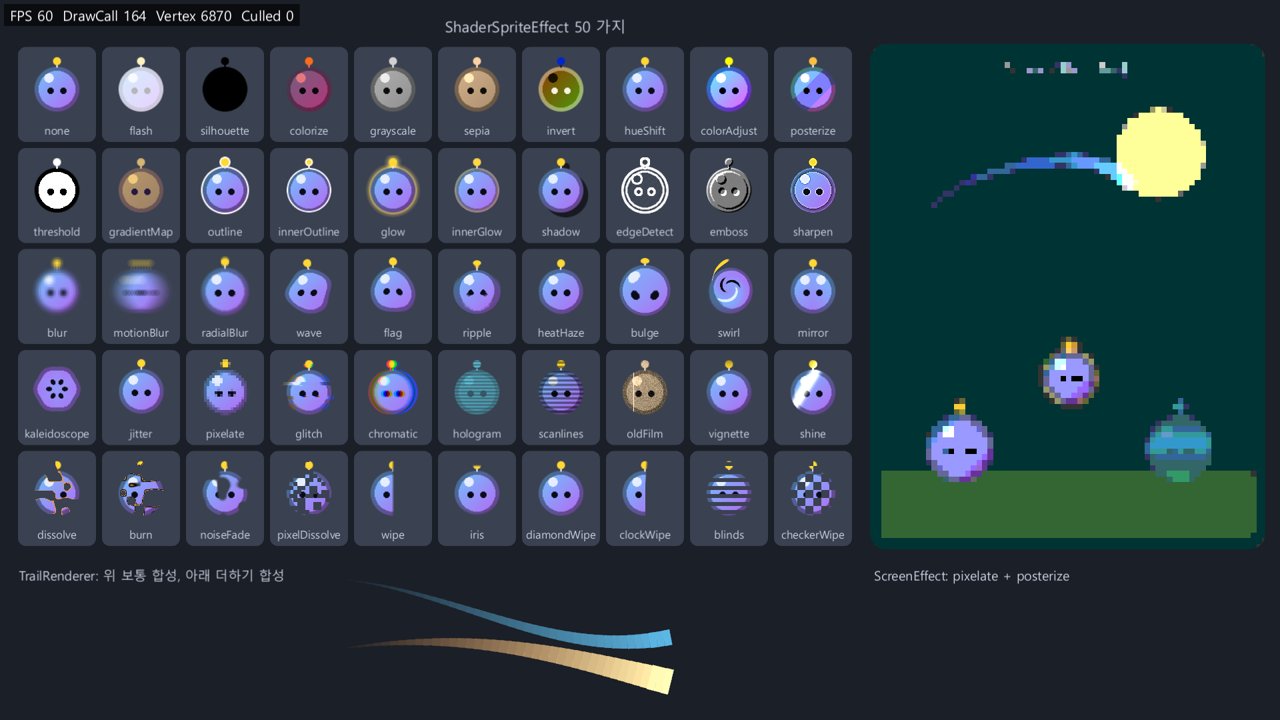 FPS 60 DrawCall 164 Vertex 6870 Culled 0
ShaderSpriteEffect 50 가지
none flash silhouette colorize grayscale sepia invert hueShift colorAdjust posterize
threshold gradientMap outline innerOutline glow innerGlow shadow edgeDetect emboss sharpen
blur motionBlur radialBlur wave flag ripple heatHaze bulge swirl mirror
kaleidoscope jitter pixelate glitch chromatic hologram scanlines oldFilm vignette shine
dissolve burn noiseFade pixelDissolve wipe iris diamondWipe clockWipe blinds checkerWipe
TrailRenderer: 위 보통 합성, 아래 더하기 합성
ScreenEffect: pixelate + posterize